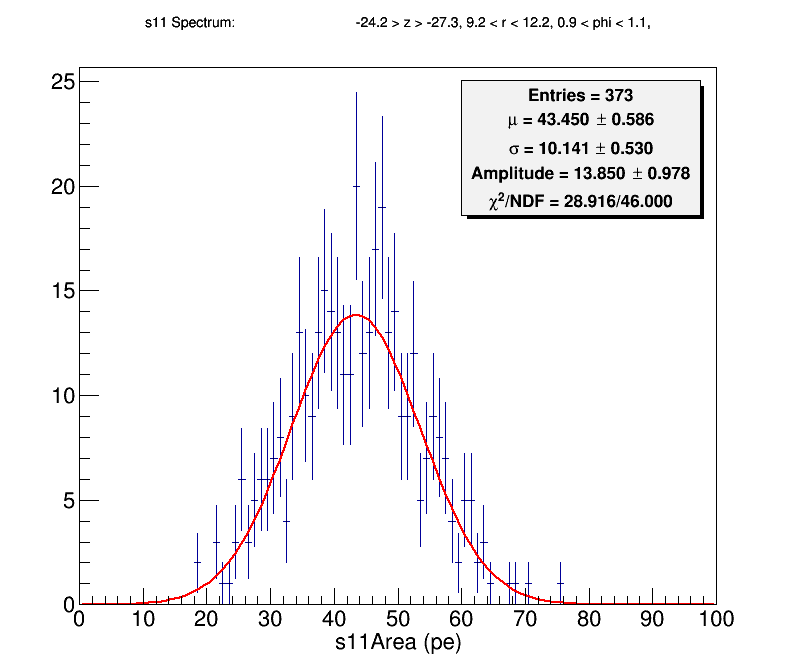 s11 Spectrum: -24.2 > z > -27.3, 9.2 < r < 12.2, 0.9 < phi < 1.1,
25
Entries = 373
μ = 43.450 ± 0.586
σ = 10.141 ± 0.530
Amplitude = 13.850 ± 0.978
χ²/NDF = 28.916/46.000
20
15
10
5
0
0 10 20 30 40 50 60 70 80 90 100
s11Area (pe)